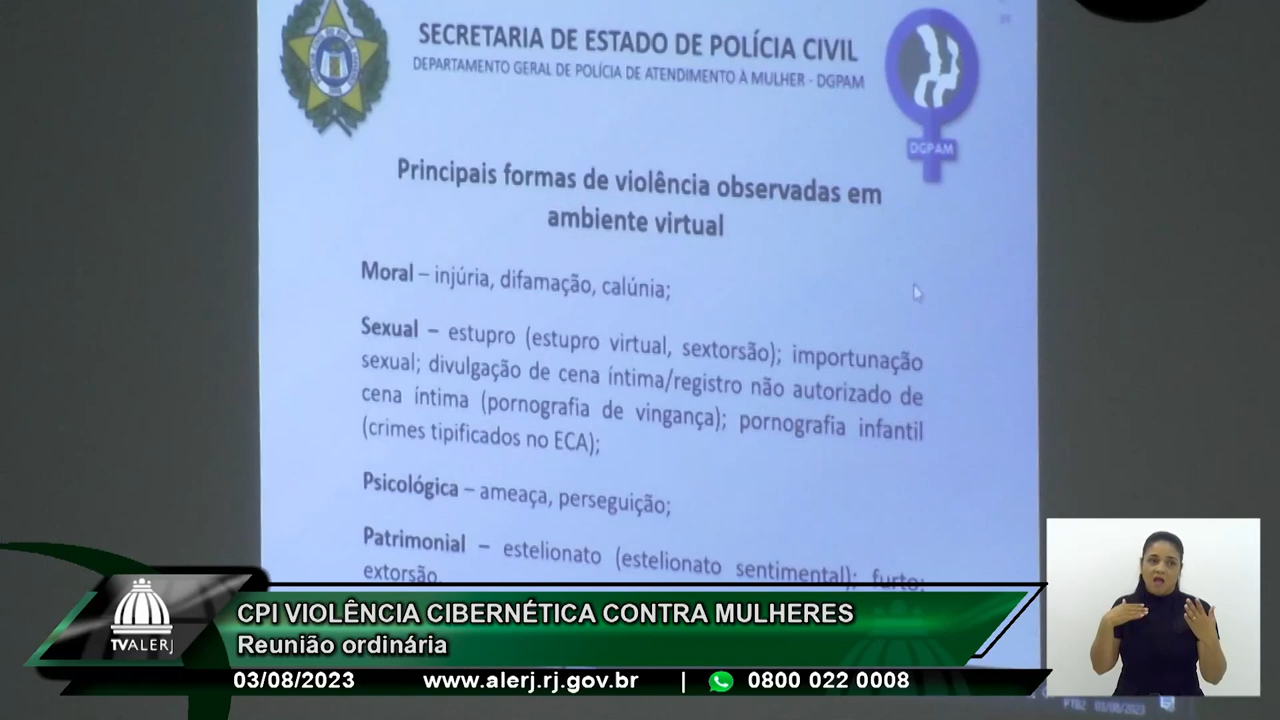 SECRETARIA DE ESTADO DE POLÍCIA CIVIL
DEPARTAMENTO GERAL DE POLÍCIA DE ATENDIMENTO À MULHER - DGPAM
DGPAM
Principais formas de violência observadas em
ambiente virtual
Moral – injúria, difamação, calúnia;
Sexual – estupro (estupro virtual, sextorsão); importunação
sexual; divulgação de cena íntima/registro não autorizado de
cena íntima (pornografia de vingança); pornografia infantil
(crimes tipificados no ECA);
Psicológica – ameaça, perseguição;
Patrimonial – estelionato (estelionato sentimental); furto;
extorsão.
TVALERJ
CPI VIOLÊNCIA CIBERNÉTICA CONTRA MULHERES
Reunião ordinária
03/08/2023 www.alerj.rj.gov.br | 0800 022 0008
PTB2 03/08/2023